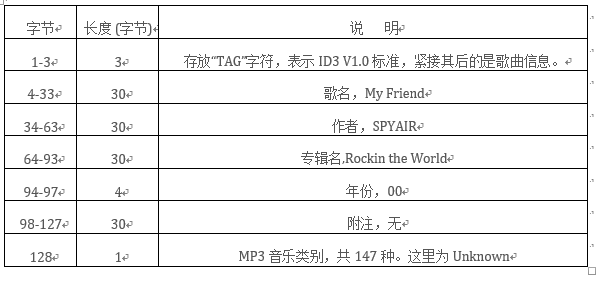 字节 长度(字节) 说 明
1-3 3 存放“TAG”字符，表示 ID3 V1.0 标准，紧接其后的是歌曲信息。
4-33 30 歌名，My Friend
34-63 30 作者，SPYAIR
64-93 30 专辑名,Rockin the World
94-97 4 年份，00
98-127 30 附注，无
128 1 MP3 音乐类别，共 147 种。这里为 Unknown